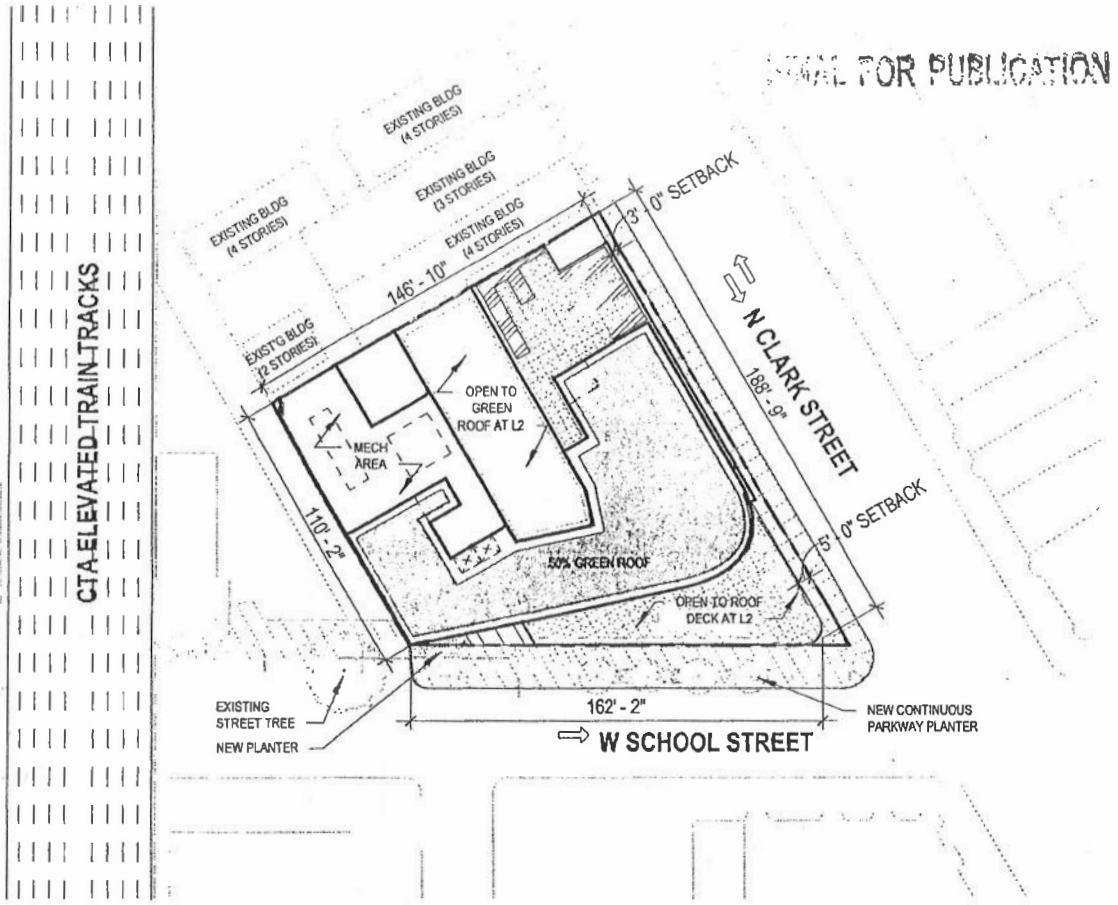 FOR PUBLICATION
EXISTING BLDG
(4 STORIES)
EXISTING BLDG
(3 STORIES)
EXISTING BLDG
(4 STORIES)
EXISTING BLDG
(4 STORIES)
EXIST'G BLDG
(2 STORIES)
3' - 0" SETBACK
146' - 10"
N CLARK STREET
188' - 9"
OPEN TO
GREEN
ROOF AT L2
MECH
AREA
CTA ELEVATED TRAIN TRACKS
110' - 2"
5' - 0" SETBACK
50% GREEN ROOF
OPEN TO ROOF
DECK AT L2
EXISTING
STREET TREE
NEW PLANTER
162' - 2"
W SCHOOL STREET
NEW CONTINUOUS
PARKWAY PLANTER